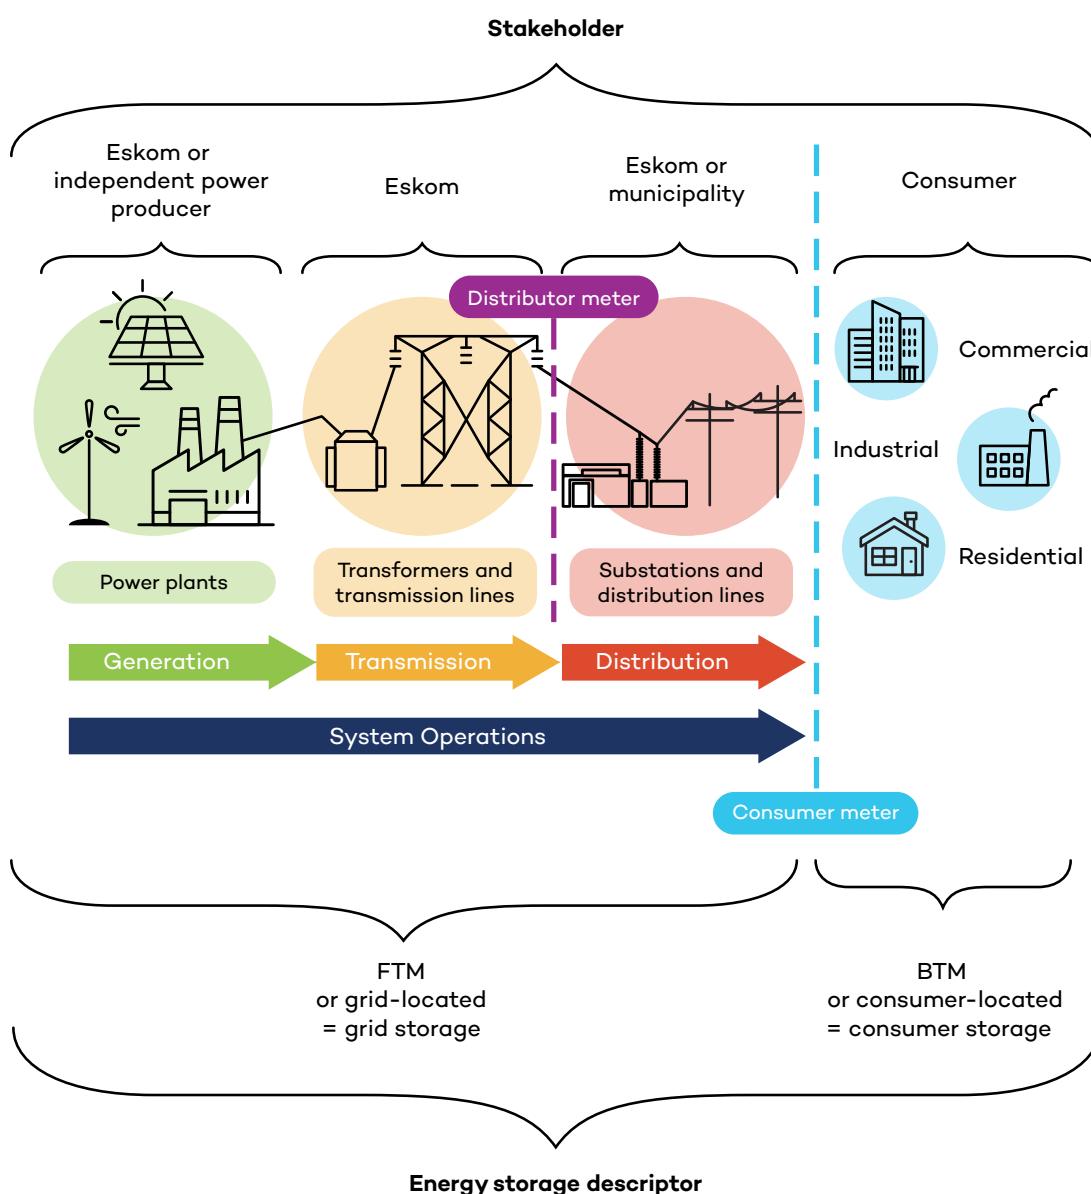 Stakeholder
Eskom or
independent power
producer
Eskom
Eskom or
municipality
Consumer
Distributor meter
Commercial
Industrial
Residential
Power plants
Transformers and
transmission lines
Substations and
distribution lines
Generation
Transmission
Distribution
System Operations
Consumer meter
FTM
or grid-located
= grid storage
BTM
or consumer-located
= consumer storage
Energy storage descriptor